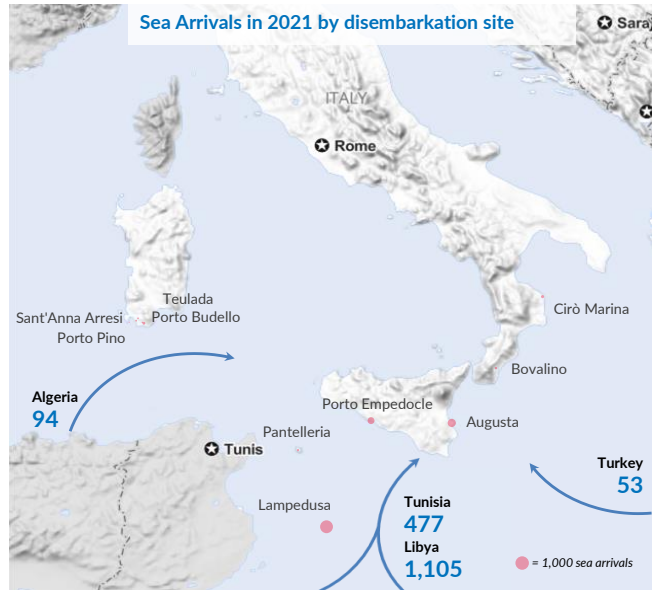 Sea Arrivals in 2021 by disembarkation site
Saraj
ITALY
Rome
Teulada
Sant'Anna Arresi Porto Budello
Porto Pino
Cirò Marina
Bovalino
Algeria
94
Porto Empedocle
Augusta
Pantelleria
Tunis
Turkey
53
Lampedusa
Tunisia
477
Libya
1,105
= 1,000 sea arrivals